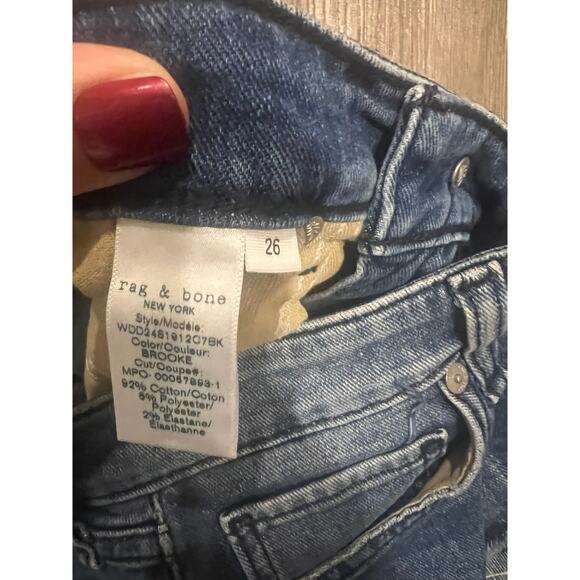 26
rag & bone
NEW YORK
Style/Modèle:
WDD24S1912C7BK
Color/Couleur:
BROOKE
Cut/Coupe#:
MPO- 00057893-1
92% Cotton/Coton
6% Polyester/
Polyester
2% Elastane/
Elasthanne